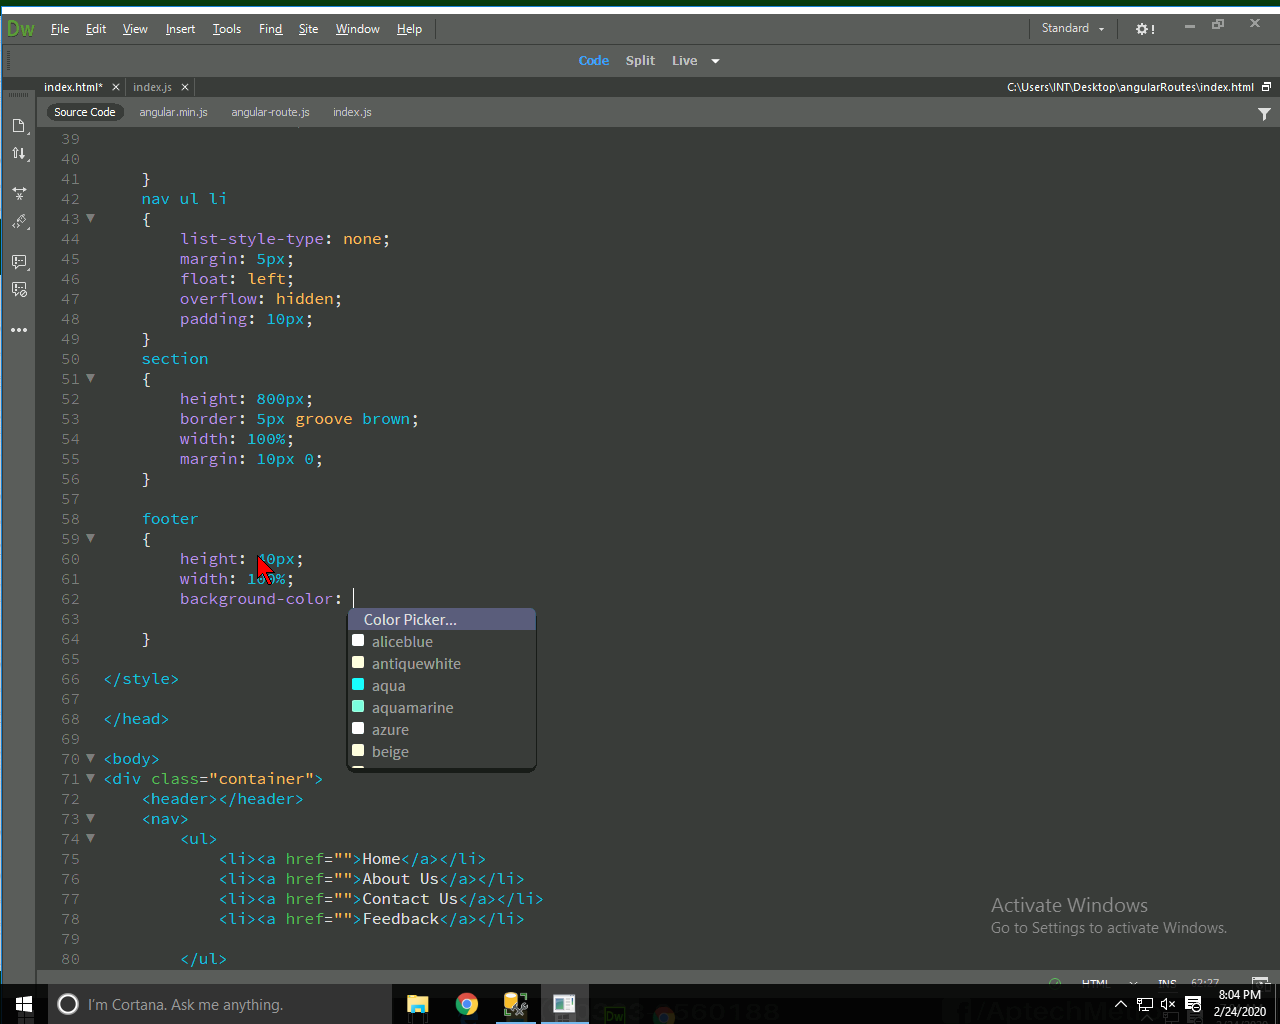 Dw File Edit View Insert Tools Find Site Window Help Standard
Code Split Live
index.html* index.js C:\Users\INT\Desktop\angularRoutes\index.html
Source Code angular.min.js angular-route.js index.js
39
40
41 }
42 nav ul li
43 {
44 list-style-type: none;
45 margin: 5px;
46 float: left;
47 overflow: hidden;
48 padding: 10px;
49 }
50 section
51 {
52 height: 800px;
53 border: 5px groove brown;
54 width: 100%;
55 margin: 10px 0;
56 }
57
58 footer
59 {
60 height: 40px;
61 width: 100%;
62 background-color:
63 Color Picker...
64 }
aliceblue
antiquewhite
aqua
aquamarine
azure
beige
65
66 </style>
67
68 </head>
69
70 <body>
71 <div class="container">
72 <header></header>
73 <nav>
74 <ul>
75 <li><a href="">Home</a></li>
76 <li><a href="">About Us</a></li>
77 <li><a href="">Contact Us</a></li>
78 <li><a href="">Feedback</a></li>
79
80 </ul>
Activate Windows
Go to Settings to activate Windows.
HTML INS 62:27
I'm Cortana. Ask me anything.
8:04 PM
2/24/2020